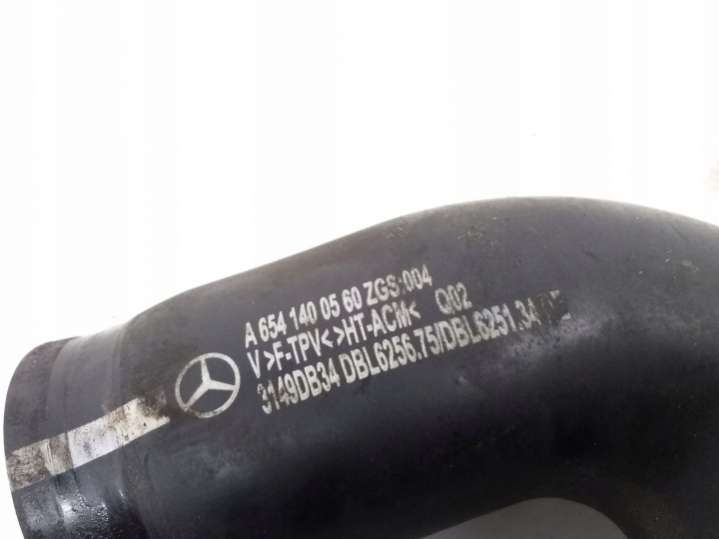 A 654 140 05 60 ZGS:004
V >F-TPV<>HT-ACM< Q02
3149DB34 DBL6256.75/DBL6251.3A